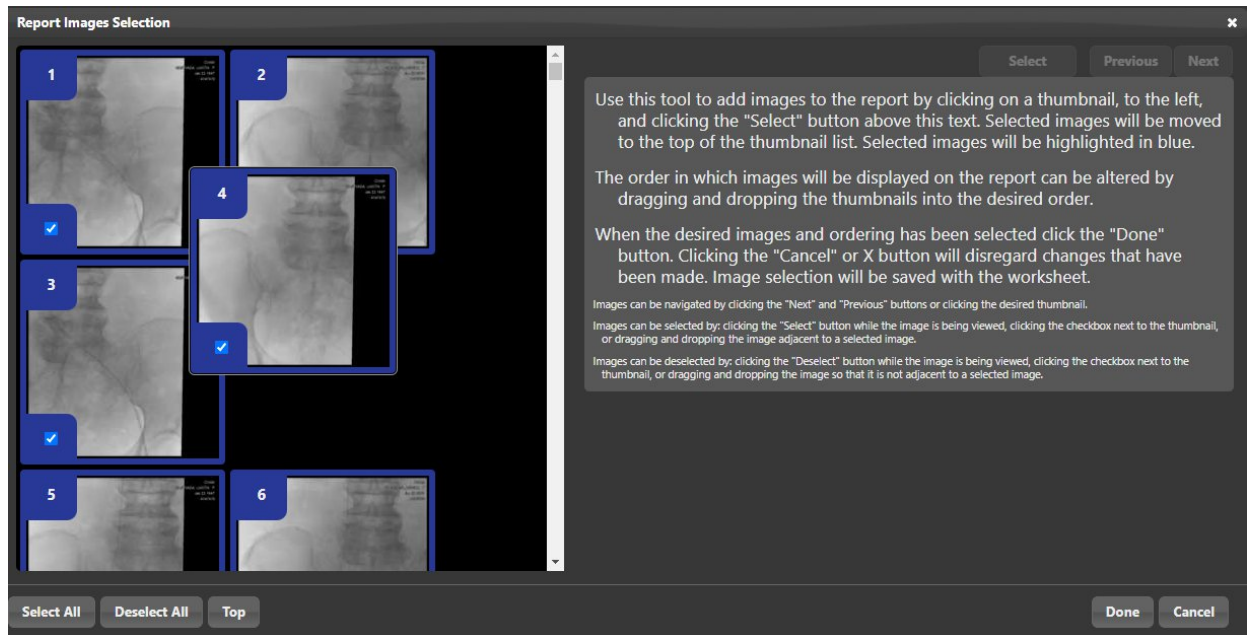 Report Images Selection
×
1
2
4
3
5
6
Select
Previous
Next
Use this tool to add images to the report by clicking on a thumbnail, to the left,
and clicking the "Select" button above this text. Selected images will be moved
to the top of the thumbnail list. Selected images will be highlighted in blue.
The order in which images will be displayed on the report can be altered by
dragging and dropping the thumbnails into the desired order.
When the desired images and ordering has been selected click the "Done"
button. Clicking the "Cancel" or X button will disregard changes that have
been made. Image selection will be saved with the worksheet.
Images can be navigated by clicking the "Next" and "Previous" buttons or clicking the desired thumbnail.
Images can be selected by: clicking the "Select" button while the image is being viewed, clicking the checkbox next to the thumbnail,
or dragging and dropping the image adjacent to a selected image.
Images can be deselected by: clicking the "Deselect" button while the image is being viewed, clicking the checkbox next to the
thumbnail, or dragging and dropping the image so that it is not adjacent to a selected image.
Select All
Deselect All
Top
Done
Cancel